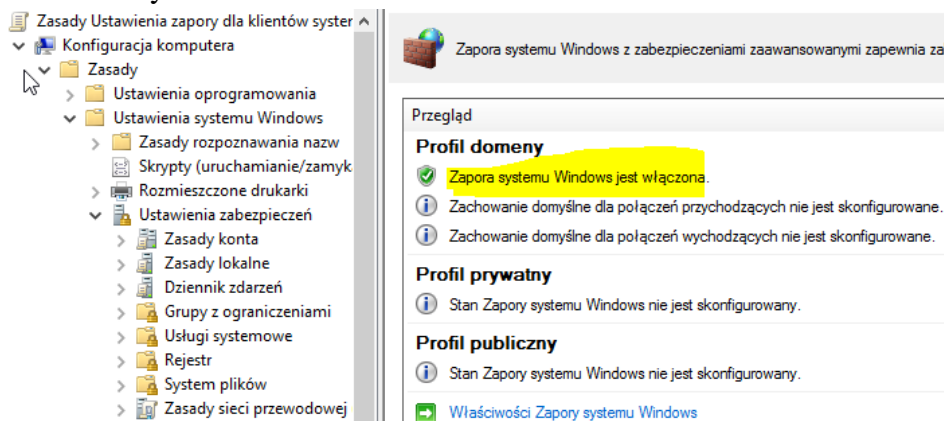 Zasady Ustawienia zapory dla klientów syster
Konfiguracja komputera
Zasady
Ustawienia oprogramowania
Ustawienia systemu Windows
Zasady rozpoznawania nazw
Skrypty (uruchamianie/zamyk
Rozmieszczone drukarki
Ustawienia zabezpieczeń
Zasady konta
Zasady lokalne
Dziennik zdarzeń
Grupy z ograniczeniami
Usługi systemowe
Rejestr
System plików
Zasady sieci przewodowej
Zapora systemu Windows z zabezpieczeniami zaawansowanymi zapewnia za
Przegląd
Profil domeny
Zapora systemu Windows jest włączona.
Zachowanie domyślne dla połączeń przychodzących nie jest skonfigurowane.
Zachowanie domyślne dla połączeń wychodzących nie jest skonfigurowane.
Profil prywatny
Stan Zapory systemu Windows nie jest skonfigurowany.
Profil publiczny
Stan Zapory systemu Windows nie jest skonfigurowany.
Właściwości Zapory systemu Windows